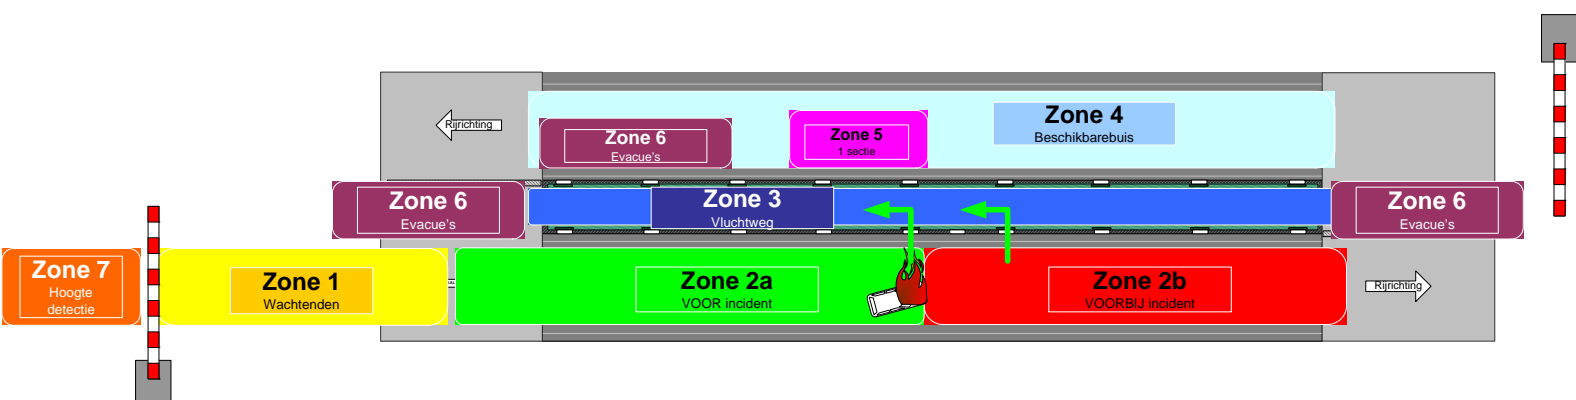 Rijrichting
Zone 6
Evacue's
Zone 5
1 sectie
Zone 4
Beschikbarebuis
Zone 6
Evacue's
Zone 3
Vluchtweg
Zone 6
Evacue's
Zone 7
Hoogte
detectie
Zone 1
Wachtenden
Zone 2a
VOOR incident
Zone 2b
VOORBIJ incident
Rijrichting